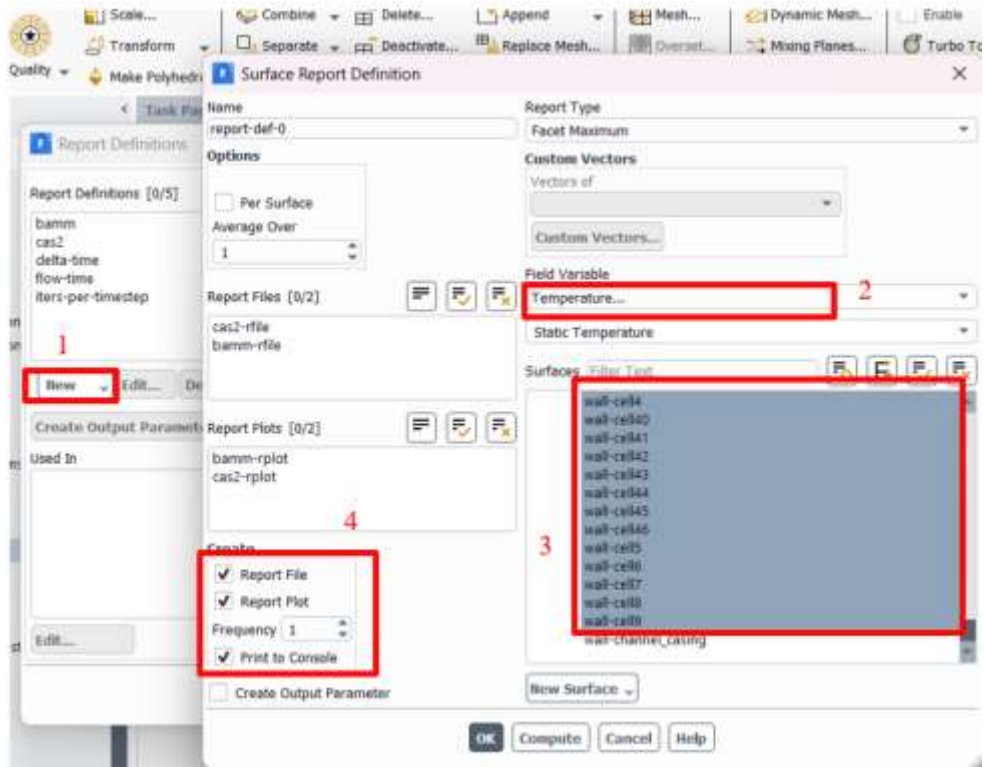 Scale...
Combine
Delete...
Append
Mesh...
Dynamic Mesh...
Enable
Transform
Separate
Deactivate...
Replace Mesh...
Overset...
Mixing Planes...
Turbo To
Quality
Make Polyhedr
Task Pa
Surface Report Definition
Report Definitions
Report Definitions [0/5]
bamm
cas2
delta-time
flow-time
iters-per-timestep
1
New
Edit...
De
Create Output Paramet
Used In
Edit...
Name
report-def-0
Options
Per Surface
Average Over
1
Report Files [0/2]
cas2-rfile
bamm-rfile
Report Plots [0/2]
bamm-rplot
cas2-rplot
4
Create
Report File
Report Plot
Frequency 1
Print to Console
Create Output Parameter
Report Type
Facet Maximum
Custom Vectors
Vectors of
Custom Vectors...
Field Variable
Temperature...
2
Static Temperature
Surfaces Filter Text
3
wall-cell4
wall-cell40
wall-cell41
wall-cell42
wall-cell43
wall-cell44
wall-cell45
wall-cell46
wall-cell5
wall-cell6
wall-cell7
wall-cell8
wall-cell9
wall-channel_casing
New Surface
OK
Compute
Cancel
Help